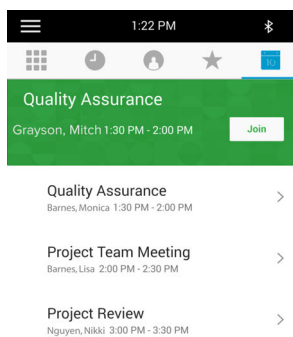 1:22 PM
10
Quality Assurance
Grayson, Mitch 1:30 PM - 2:00 PM
Join
Quality Assurance
Barnes, Monica 1:30 PM - 2:00 PM
Project Team Meeting
Barnes, Lisa 2:00 PM - 2:30 PM
Project Review
Nguyen, Nikki 3:00 PM - 3:30 PM